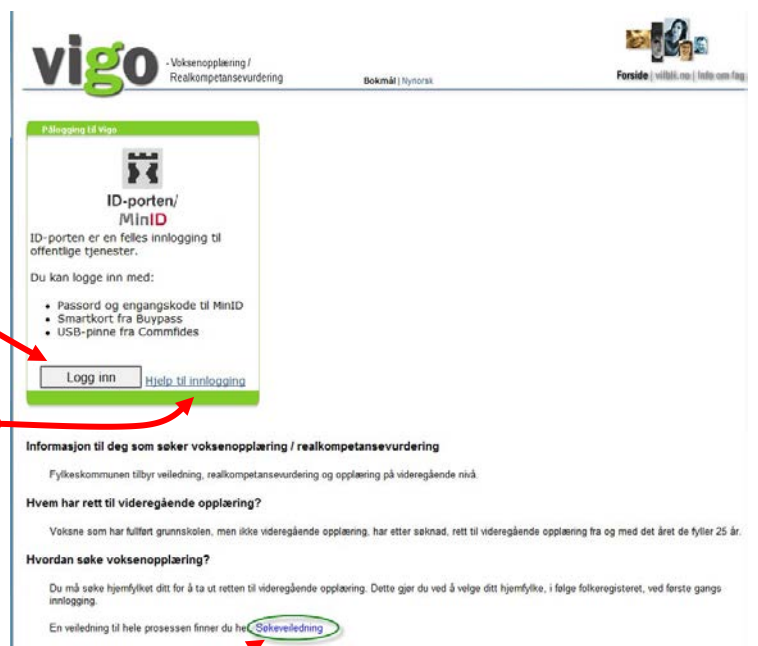 vigo
- Voksenopplæring /
Realkompetansevurdering
Bokmål | Nynorsk
Forside | vilbli.no | Info om fag
Pålogging til Vigo
ID-porten/
MinID
ID-porten er en felles innlogging til
offentlige tjenester.
Du kan logge inn med:
• Passord og engangskode til MinID
• Smartkort fra Buypass
• USB-pinne fra Commfides
Logg inn
Hjelp til innlogging
Informasjon til deg som søker voksenopplæring / realkompetansevurdering
Fylkeskommunen tilbyr veiledning, realkompetansevurdering og opplæring på videregående nivå.
Hvem har rett til videregående opplæring?
Voksne som har fullført grunnskolen, men ikke videregående opplæring, har etter søknad, rett til videregående opplæring fra og med det året de fyller 25 år.
Hvordan søke voksenopplæring?
Du må søke hjemfylket ditt for å ta ut retten til videregående opplæring. Dette gjør du ved å velge ditt hjemfylke, i følge folkeregisteret, ved første gangs
innlogging.
En veiledning til hele prosessen finner du her Søkeveiledning